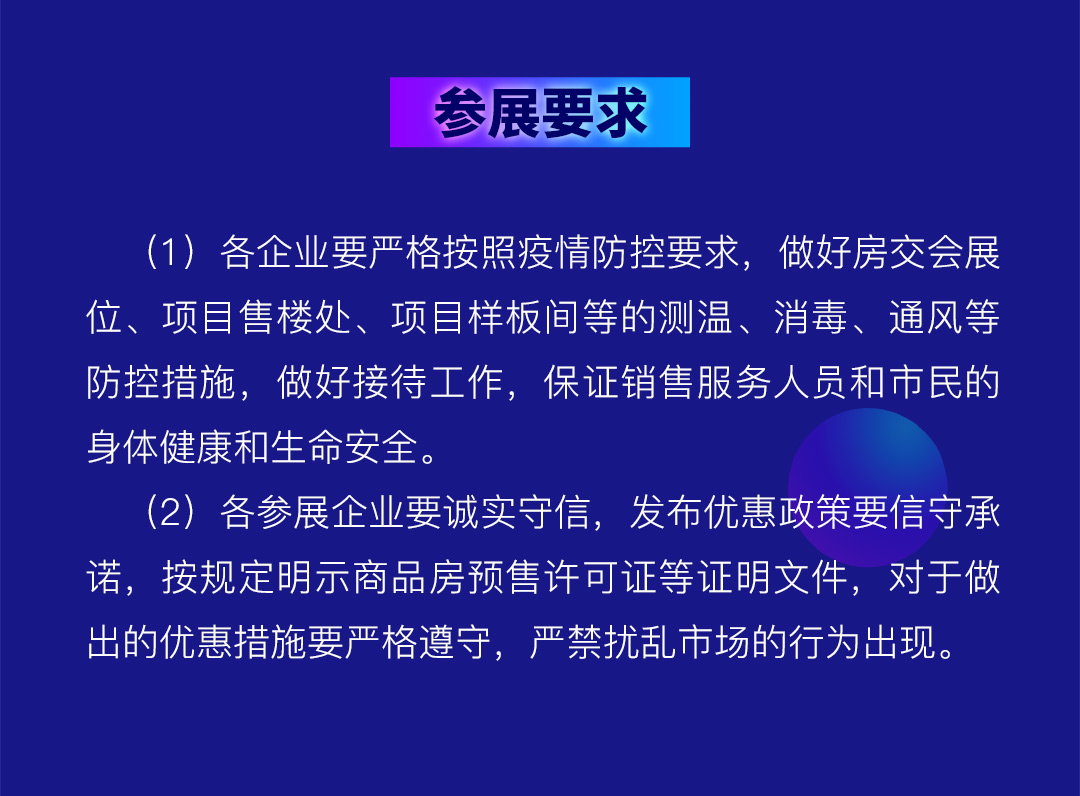 参展要求
（1）各企业要严格按照疫情防控要求，做好房交会展
位、项目售楼处、项目样板间等的测温、消毒、通风等
防控措施，做好接待工作，保证销售服务人员和市民的
身体健康和生命安全。
（2）各参展企业要诚实守信，发布优惠政策要信守承
诺，按规定明示商品房预售许可证等证明文件，对于做
出的优惠措施要严格遵守，严禁扰乱市场的行为出现。